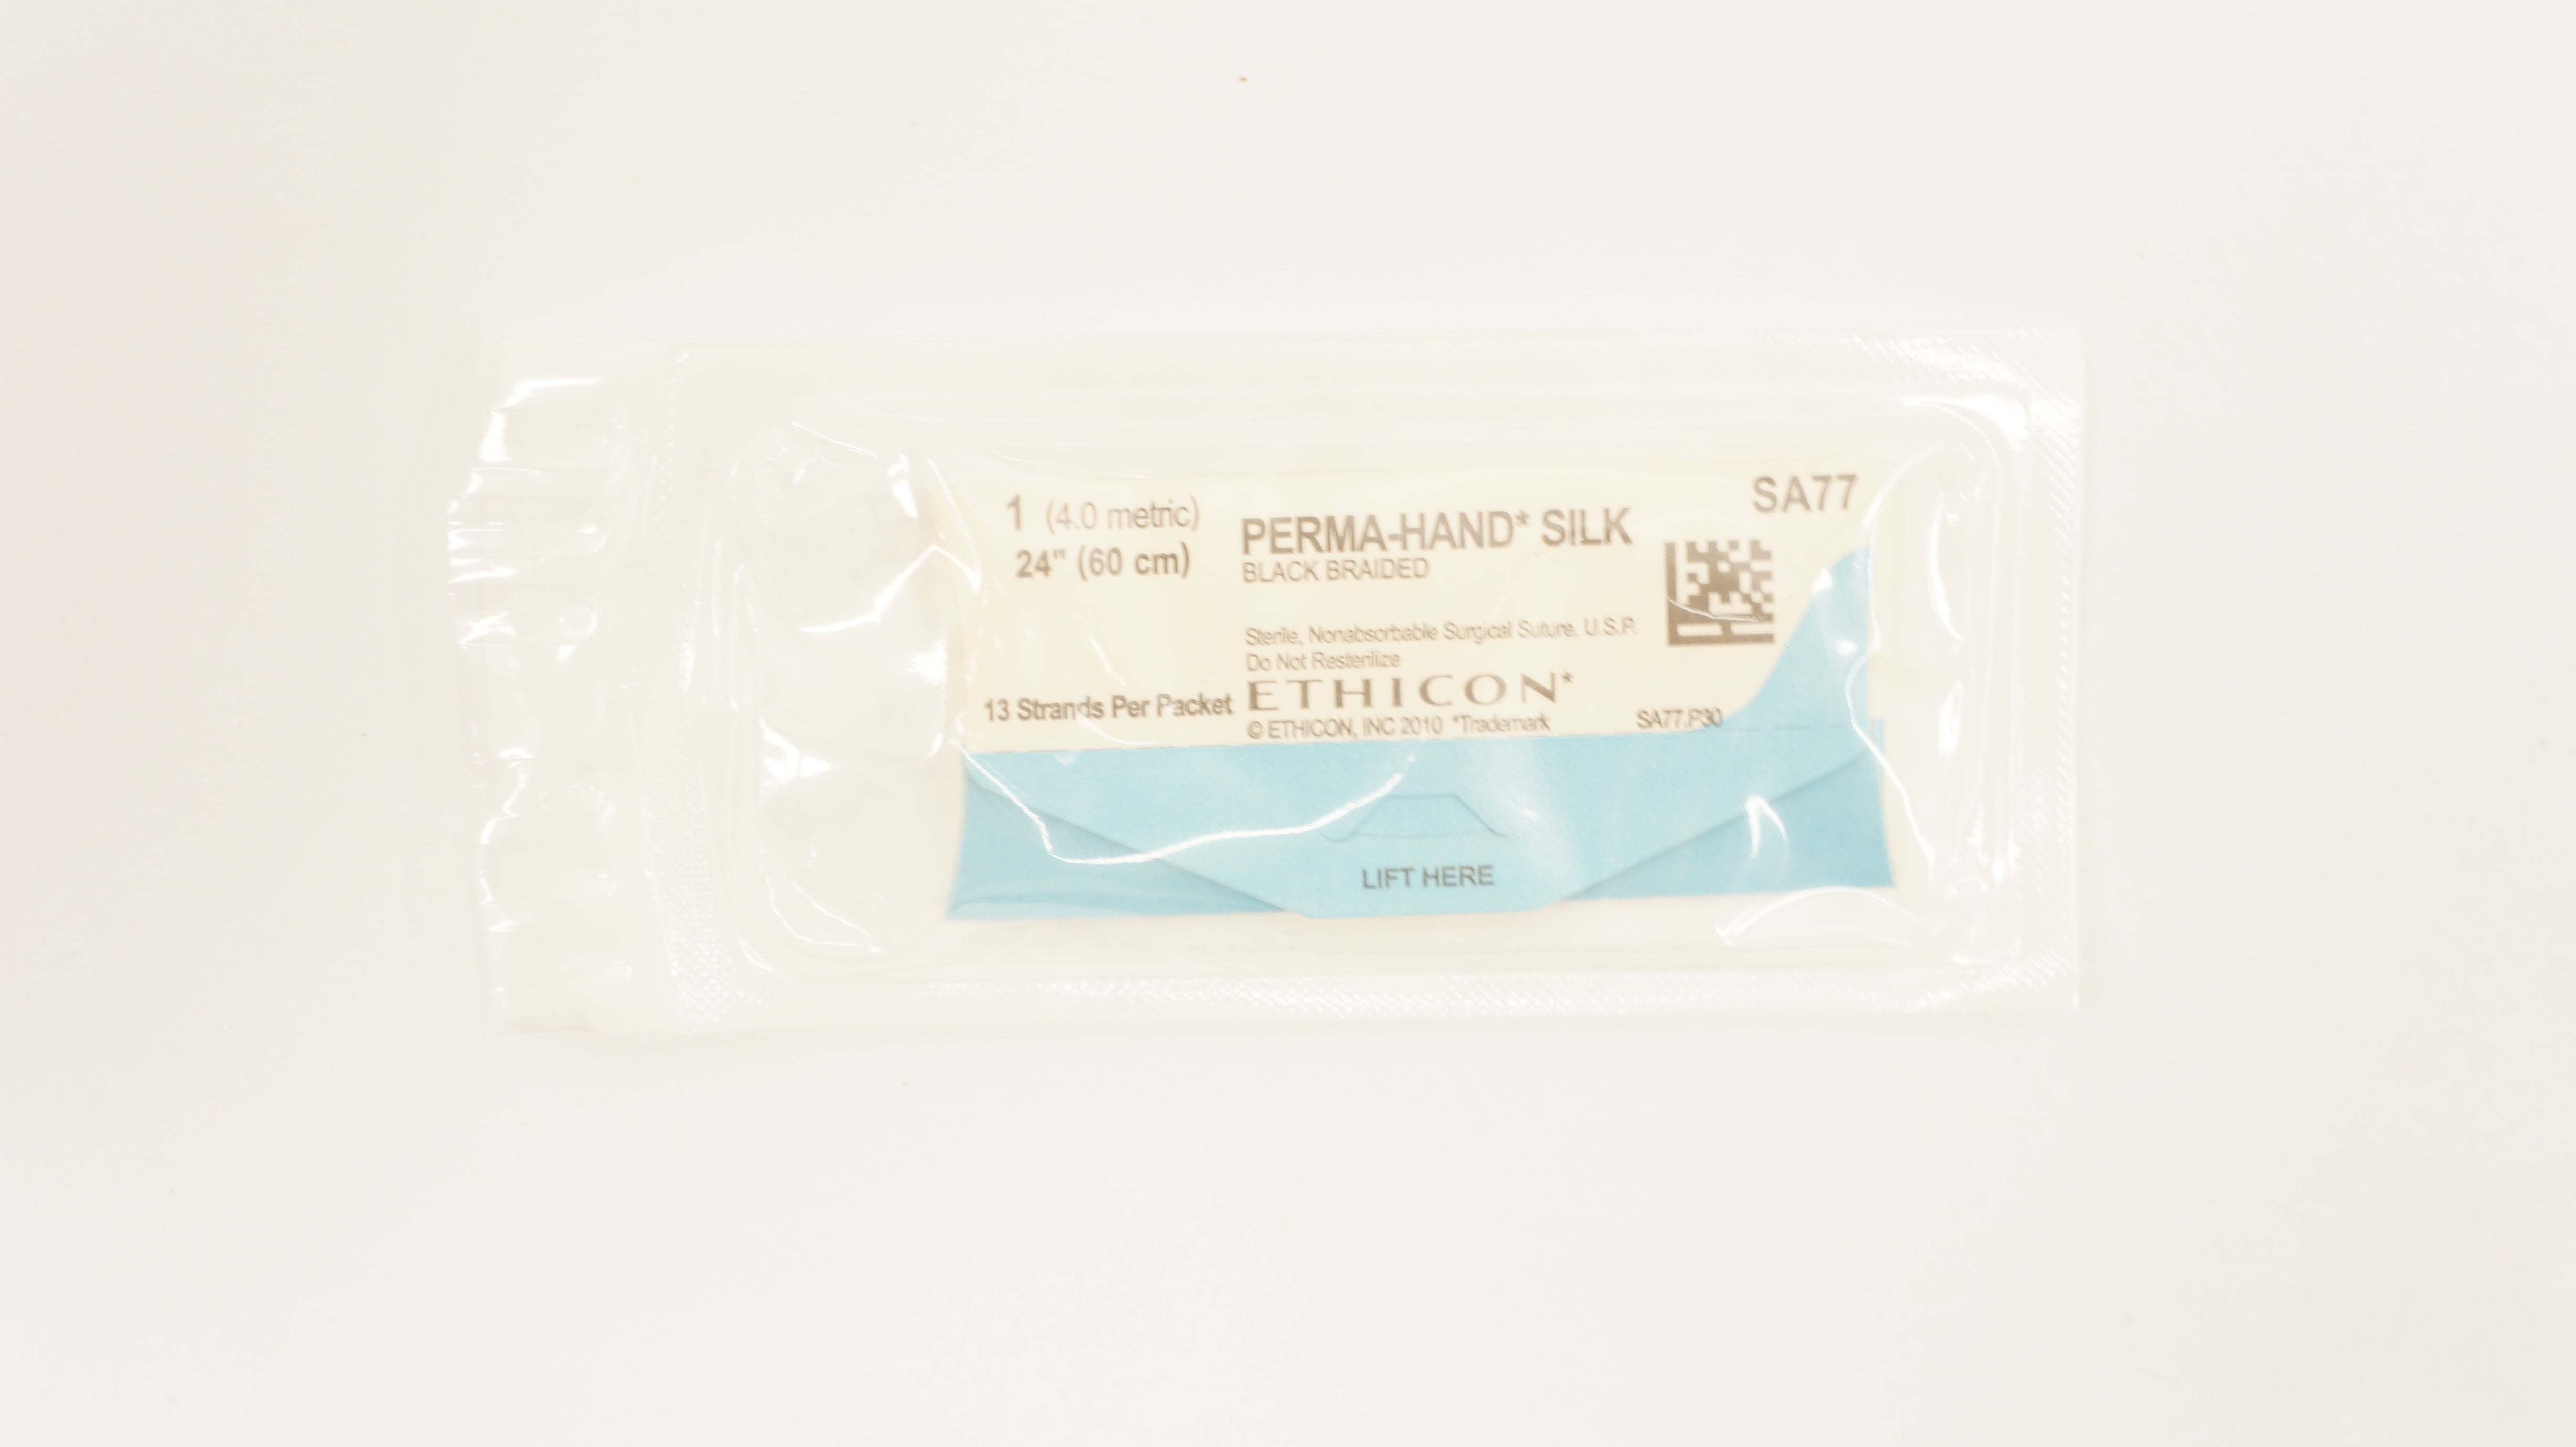 1 (4.0 metric)
24" (60 cm)
13 Strands Per Packet
PERMA-HAND* SILK
BLACK BRAIDED
Sterile, Nonabsorbable Surgical Suture. U.S.P.
Do Not Resterilize
ETHICON*
© ETHICON, INC 2010 *Trademark
SA77
SA77.P30
LIFT HERE